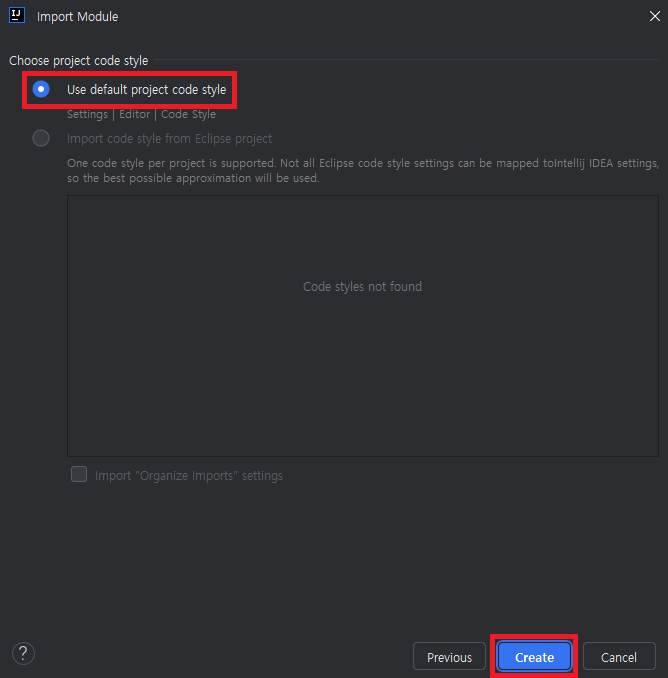 IJ
Import Module
Choose project code style
Use default project code style
Settings | Editor | Code Style
Import code style from Eclipse project
One code style per project is supported. Not all Eclipse code style settings can be mapped toIntellij IDEA settings,
so the best possible approximation will be used.
Code styles not found
Import "Organize Imports" settings
?
Previous
Create
Cancel